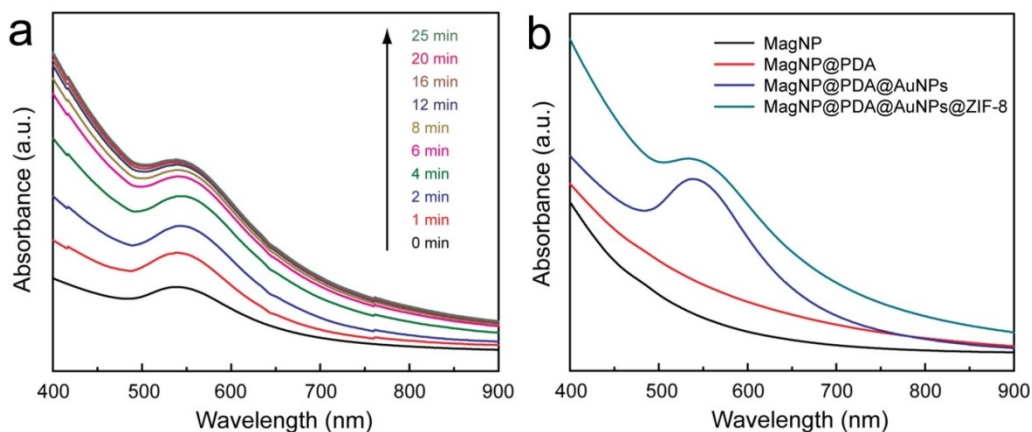 a
Absorbance (a.u.)
25 min
20 min
16 min
12 min
8 min
6 min
4 min
2 min
1 min
0 min
400 500 600 700 800 900
Wavelength (nm)
b
Absorbance (a.u.)
MagNP
MagNP@PDA
MagNP@PDA@AuNPs
MagNP@PDA@AuNPs@ZIF-8
400 500 600 700 800 900
Wavelength (nm)